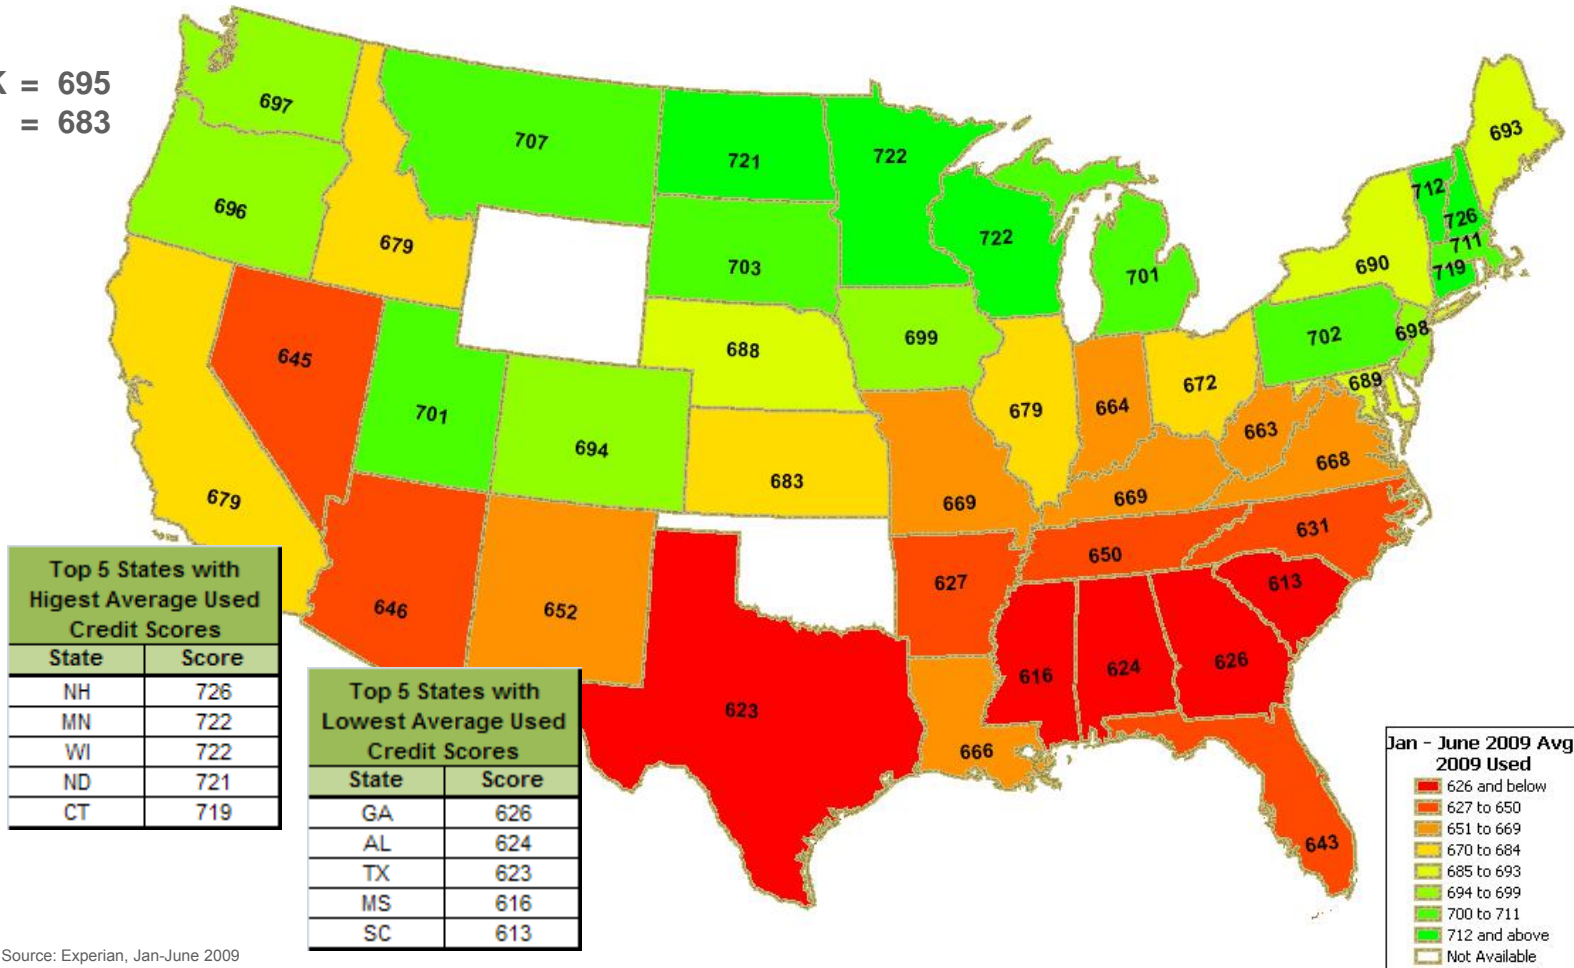 K = 695
= 683
697
696
679
707
721
722
703
722
701
693
712
726
711
719
690
698
702
689
645
701
694
688
699
683
679
664
672
663
668
669
669
679
646
652
627
650
631
613
616
624
626
623
666
643
Top 5 States with
Higest Average Used
Credit Scores
State Score
NH 726
MN 722
WI 722
ND 721
CT 719
Top 5 States with
Lowest Average Used
Credit Scores
State Score
GA 626
AL 624
TX 623
MS 616
SC 613
Jan - June 2009 Avg
2009 Used
626 and below
627 to 650
651 to 669
670 to 684
685 to 693
694 to 699
700 to 711
712 and above
Not Available
Source: Experian, Jan-June 2009